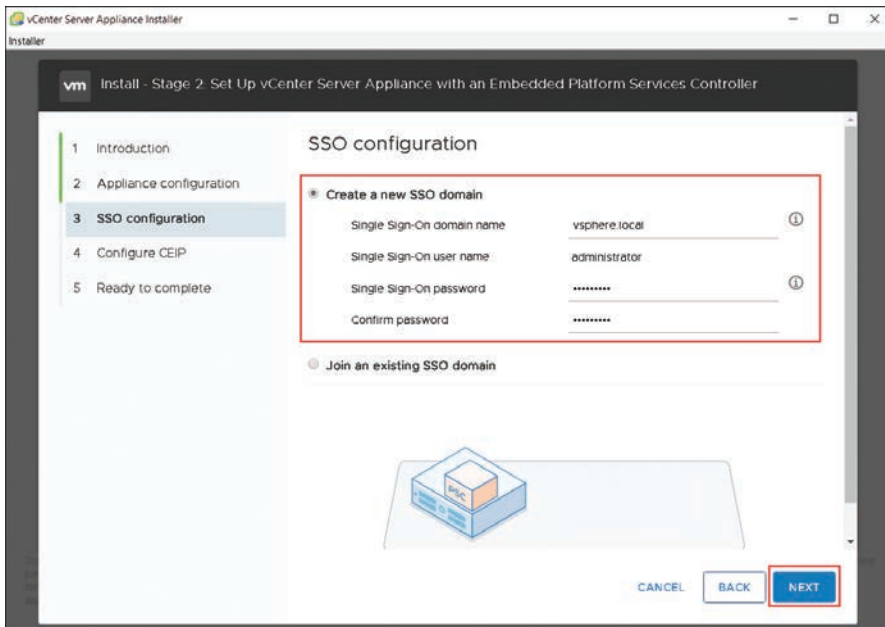 vCenter Server Appliance Installer
Installer
vm Install - Stage 2: Set Up vCenter Server Appliance with an Embedded Platform Services Controller
1 Introduction
2 Appliance configuration
3 SSO configuration
4 Configure CEIP
5 Ready to complete
SSO configuration
Create a new SSO domain
Single Sign-On domain name vsphere.local
Single Sign-On user name administrator
Single Sign-On password •••••••••
Confirm password •••••••••
Join an existing SSO domain
PSC
CANCEL BACK NEXT